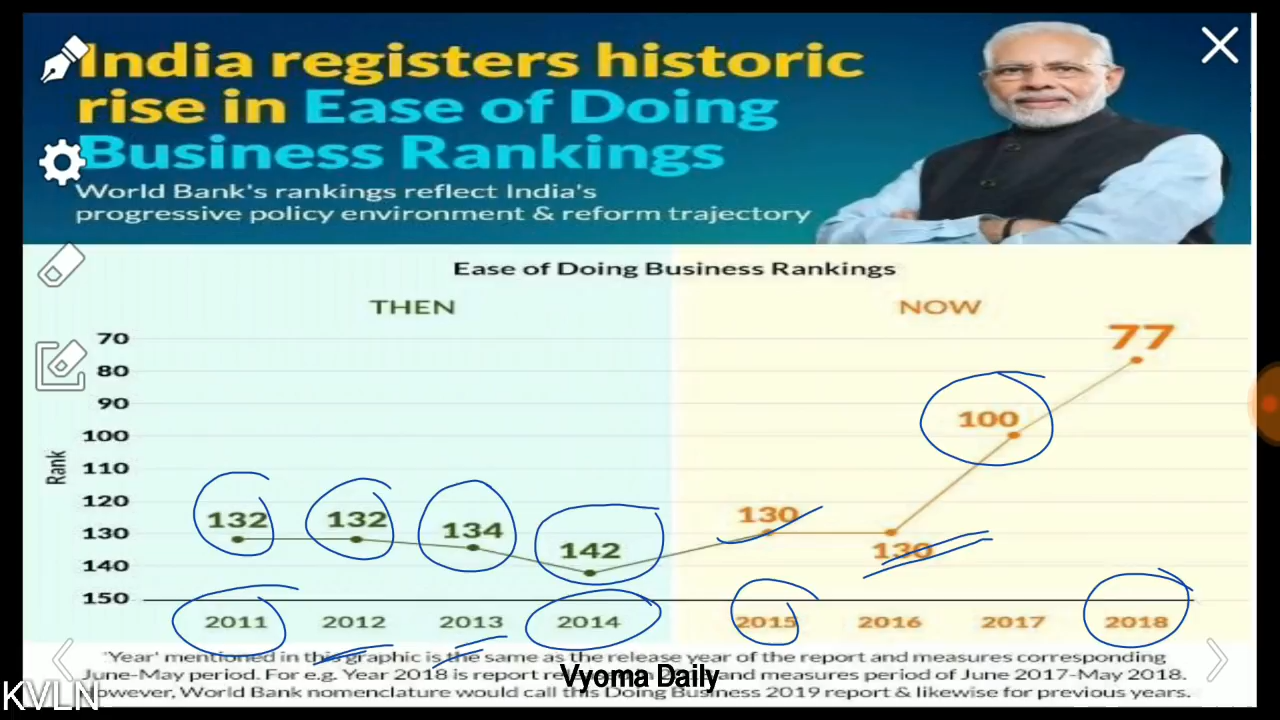 India registers historic
rise in Ease of Doing
Business Rankings
World Bank's rankings reflect India's
progressive policy environment & reform trajectory
Ease of Doing Business Rankings
THEN
NOW
Rank
70
80
90
100
110
120
130
140
150
132
132
134
142
130
130
100
77
2011
2012
2013
2014
2015
2016
2017
2018
'Year' mentioned in this graphic is the same as the release year of the report and measures corresponding
June-May period. For e.g. Year 2018 is report and measures period of June 2017-May 2018.
However, World Bank nomenclature would call this Doing Business 2019 report & likewise for previous years.
Vyoma Daily
KVLN